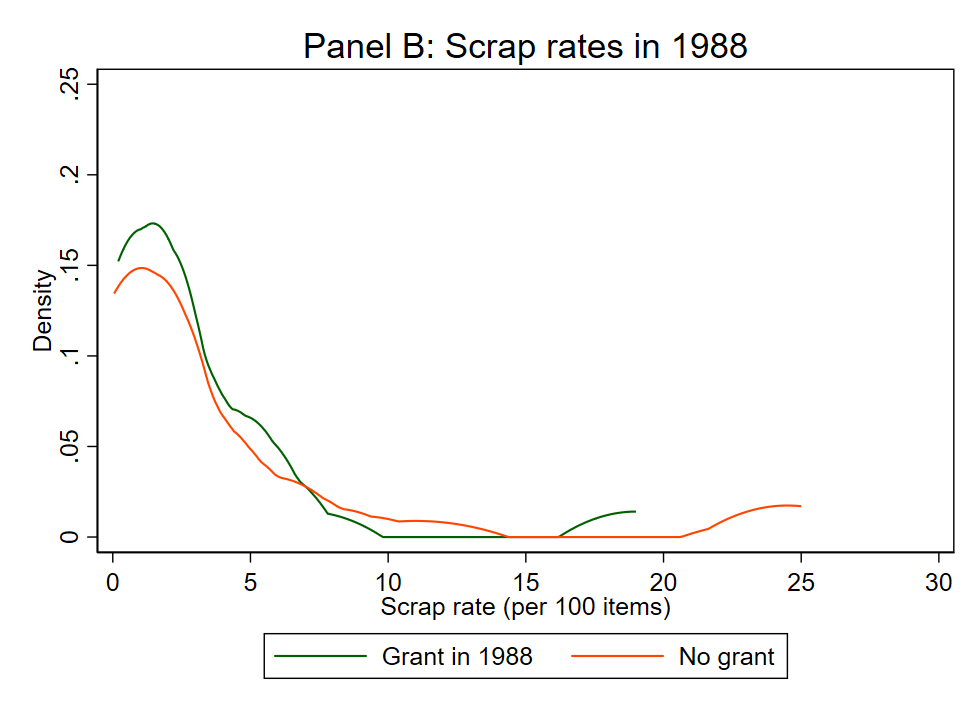 Panel B: Scrap rates in 1988
Density
.25
.2
.15
.1
.05
0
0 5 10 15 20 25 30
Scrap rate (per 100 items)
Grant in 1988 No grant